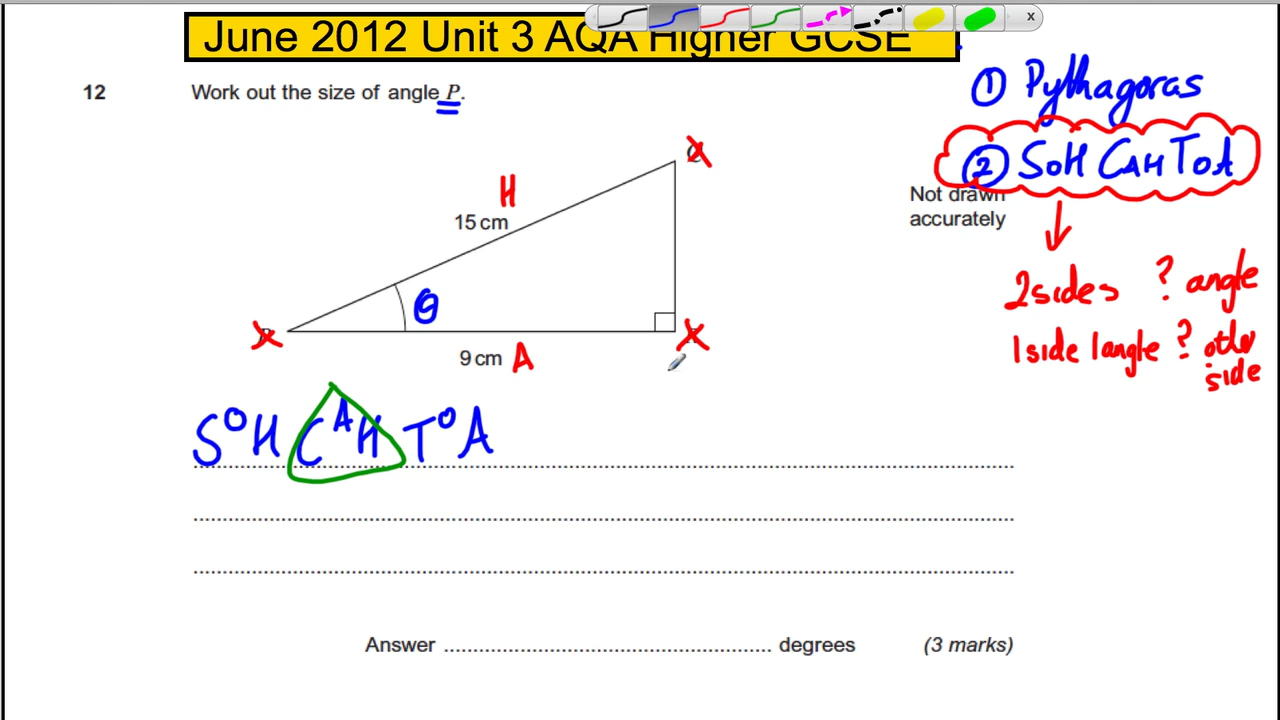 June 2012 Unit 3 AQA Higher GCSE
x
① Pythagoras
② SOH CAH TOA
12 Work out the size of angle P.
Not drawn
accurately
H
15 cm
θ
9 cm A
2 sides ? angle
1 side 1 angle ? other
side
SOH CAH TOA
Answer .......... degrees (3 marks)